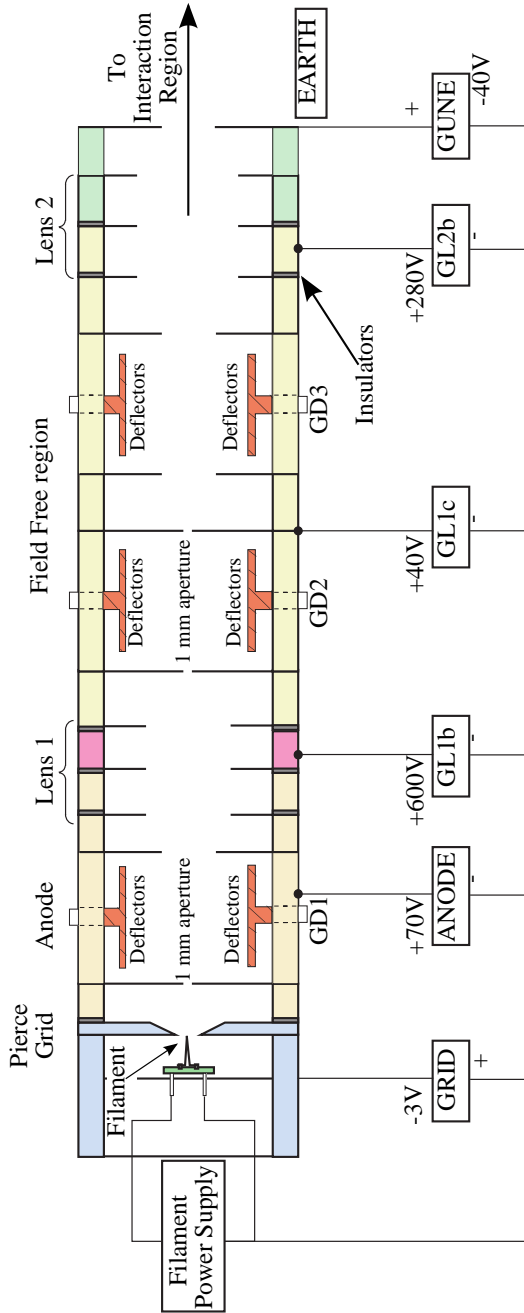 Pierce
Grid
Anode
Lens 1
Field Free region
Lens 2
To
Interaction
Region
Filament
Deflectors
Deflectors
Deflectors
1 mm aperture
1 mm aperture
Deflectors
Deflectors
Deflectors
GD1
GD2
GD3
Insulators
EARTH
Filament
Power Supply
-3V
+70V
+600V
+40V
+280V
+
GRID
ANODE
GL1b
GL1c
GL2b
GUNE
+
-
-
-
-
-40V